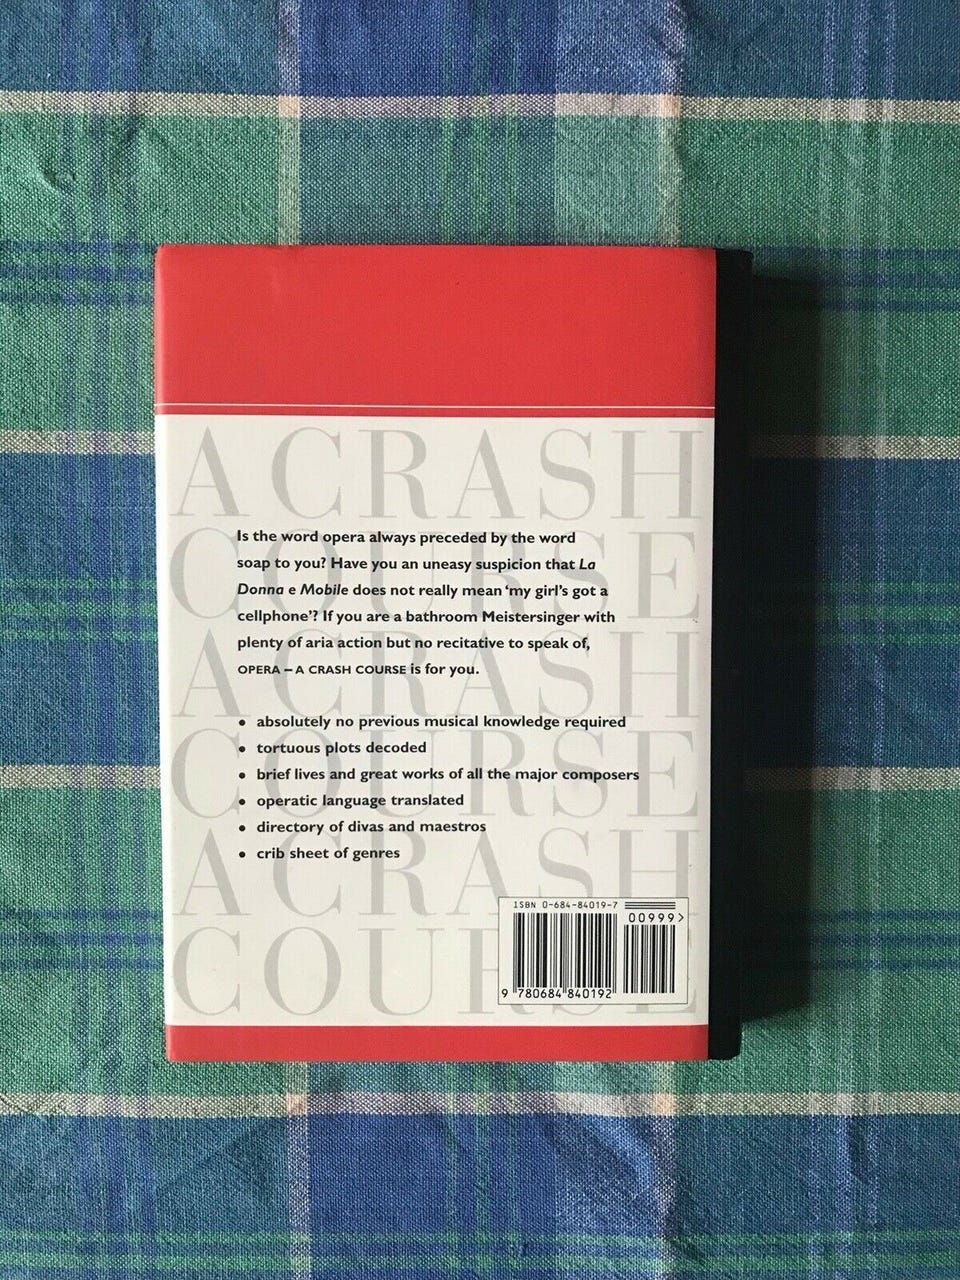 A CRASH
COURSE
A CRASH
COURSE
A CRASH
COURSE
Is the word opera always preceded by the word
soap to you? Have you an uneasy suspicion that La
Donna e Mobile does not really mean ‘my girl’s got a
cellphone’? If you are a bathroom Meistersinger with
plenty of aria action but no recitative to speak of,
OPERA – A CRASH COURSE is for you.
• absolutely no previous musical knowledge required
• tortuous plots decoded
• brief lives and great works of all the major composers
• operatic language translated
• directory of divas and maestros
• crib sheet of genres
ISBN 0-684-84019-7
00999>
9 780684 840192